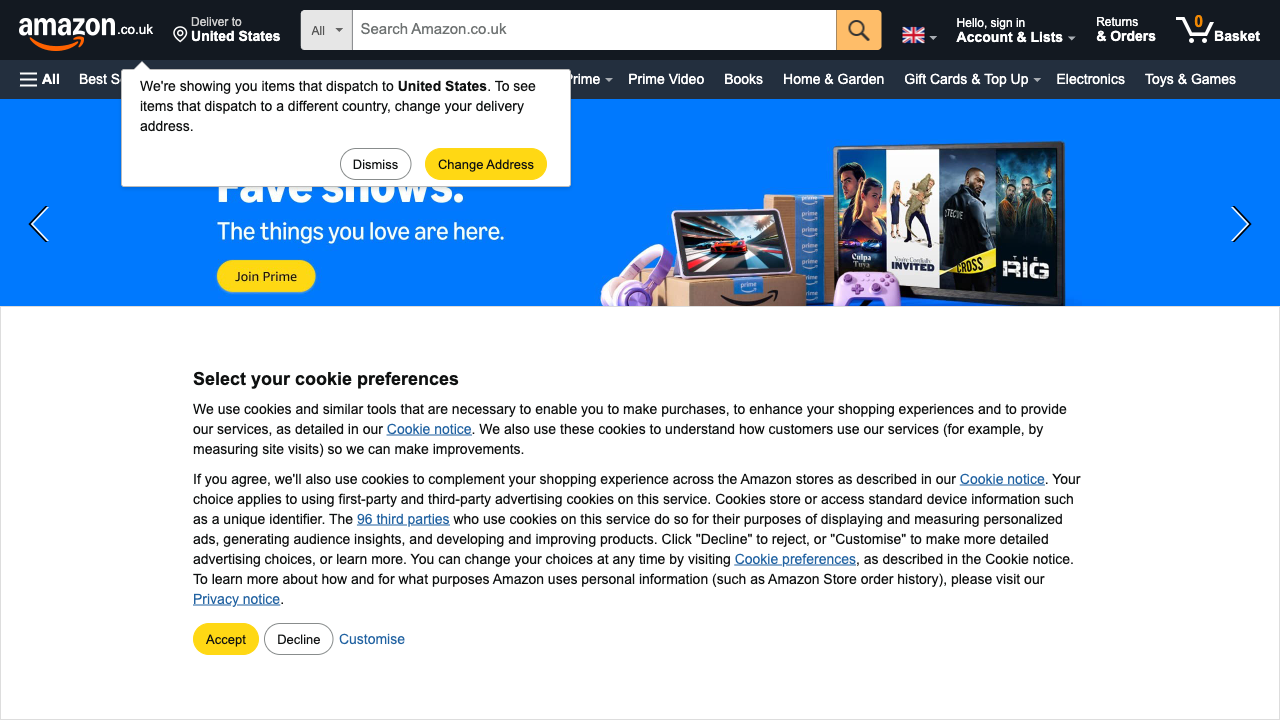 amazon.co.uk
Deliver to
United States
All
Search Amazon.co.uk
Hello, sign in
Account & Lists
Returns
& Orders
0
Basket
All
Best S
Prime
Prime Video
Books
Home & Garden
Gift Cards & Top Up
Electronics
Toys & Games
We're showing you items that dispatch to United States. To see
items that dispatch to a different country, change your delivery
address.
Dismiss
Change Address
Fave shows.
The things you love are here.
Join Prime
prime
prime
prime
prime
prime
Culpa
Tuya
You're Cordially
INVITED
CROSS
THE
RIG
Select your cookie preferences
We use cookies and similar tools that are necessary to enable you to make purchases, to enhance your shopping experiences and to provide
our services, as detailed in our Cookie notice. We also use these cookies to understand how customers use our services (for example, by
measuring site visits) so we can make improvements.
If you agree, we'll also use cookies to complement your shopping experience across the Amazon stores as described in our Cookie notice. Your
choice applies to using first-party and third-party advertising cookies on this service. Cookies store or access standard device information such
as a unique identifier. The 96 third parties who use cookies on this service do so for their purposes of displaying and measuring personalized
ads, generating audience insights, and developing and improving products. Click "Decline" to reject, or "Customise" to make more detailed
advertising choices, or learn more. You can change your choices at any time by visiting Cookie preferences, as described in the Cookie notice.
To learn more about how and for what purposes Amazon uses personal information (such as Amazon Store order history), please visit our
Privacy notice.
Accept
Decline
Customise